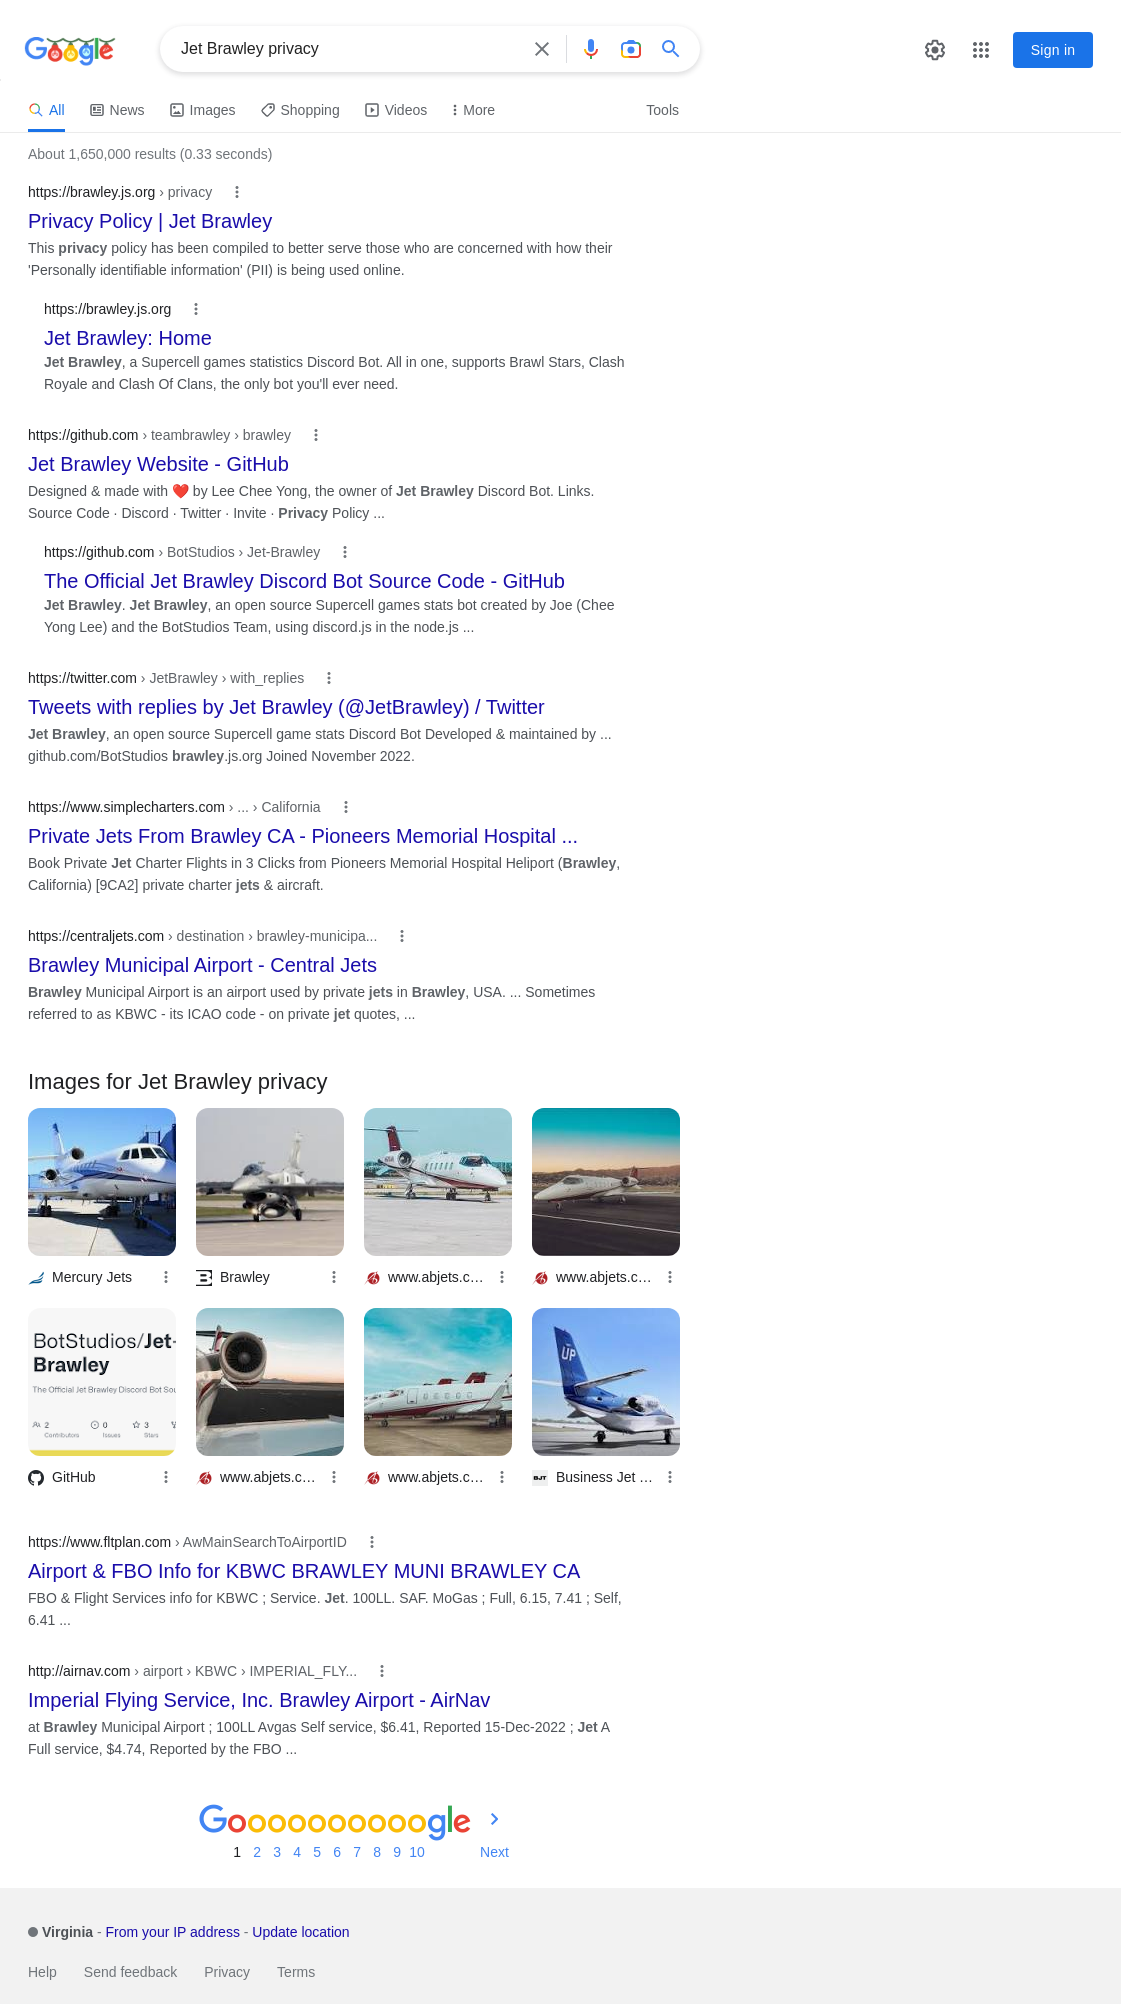 Google
Jet Brawley privacy
Sign in
All
News
Images
Shopping
Videos
More
Tools
About 1,650,000 results (0.33 seconds)
https://brawley.js.org › privacy
Privacy Policy | Jet Brawley
This privacy policy has been compiled to better serve those who are concerned with how their
'Personally identifiable information' (PII) is being used online.
https://brawley.js.org
Jet Brawley: Home
Jet Brawley, a Supercell games statistics Discord Bot. All in one, supports Brawl Stars, Clash
Royale and Clash Of Clans, the only bot you'll ever need.
https://github.com › teambrawley › brawley
Jet Brawley Website - GitHub
Designed & made with ❤️ by Lee Chee Yong, the owner of Jet Brawley Discord Bot. Links.
Source Code · Discord · Twitter · Invite · Privacy Policy ...
https://github.com › BotStudios › Jet-Brawley
The Official Jet Brawley Discord Bot Source Code - GitHub
Jet Brawley. Jet Brawley, an open source Supercell games stats bot created by Joe (Chee
Yong Lee) and the BotStudios Team, using discord.js in the node.js ...
https://twitter.com › JetBrawley › with_replies
Tweets with replies by Jet Brawley (@JetBrawley) / Twitter
Jet Brawley, an open source Supercell game stats Discord Bot Developed & maintained by ...
github.com/BotStudios brawley.js.org Joined November 2022.
https://www.simplecharters.com › ... › California
Private Jets From Brawley CA - Pioneers Memorial Hospital ...
Book Private Jet Charter Flights in 3 Clicks from Pioneers Memorial Hospital Heliport (Brawley,
California) [9CA2] private charter jets & aircraft.
https://centraljets.com › destination › brawley-municipa...
Brawley Municipal Airport - Central Jets
Brawley Municipal Airport is an airport used by private jets in Brawley, USA. ... Sometimes
referred to as KBWC - its ICAO code - on private jet quotes, ...
Images for Jet Brawley privacy
Mercury Jets
Brawley
www.abjets.c...
www.abjets.c...
BotStudios/Jet-
Brawley
The Official Jet Brawley Discord Bot Sou
2 0 3
Contributors Issues Stars
UP
GitHub
www.abjets.c...
www.abjets.c...
BJT
Business Jet ...
https://www.fltplan.com › AwMainSearchToAirportID
Airport & FBO Info for KBWC BRAWLEY MUNI BRAWLEY CA
FBO & Flight Services info for KBWC ; Service. Jet. 100LL. SAF. MoGas ; Full, 6.15, 7.41 ; Self,
6.41 ...
http://airnav.com › airport › KBWC › IMPERIAL_FLY...
Imperial Flying Service, Inc. Brawley Airport - AirNav
at Brawley Municipal Airport ; 100LL Avgas Self service, $6.41, Reported 15-Dec-2022 ; Jet A
Full service, $4.74, Reported by the FBO ...
Goooooooooogle
1 2 3 4 5 6 7 8 9 10 Next
Virginia - From your IP address - Update location
Help Send feedback Privacy Terms